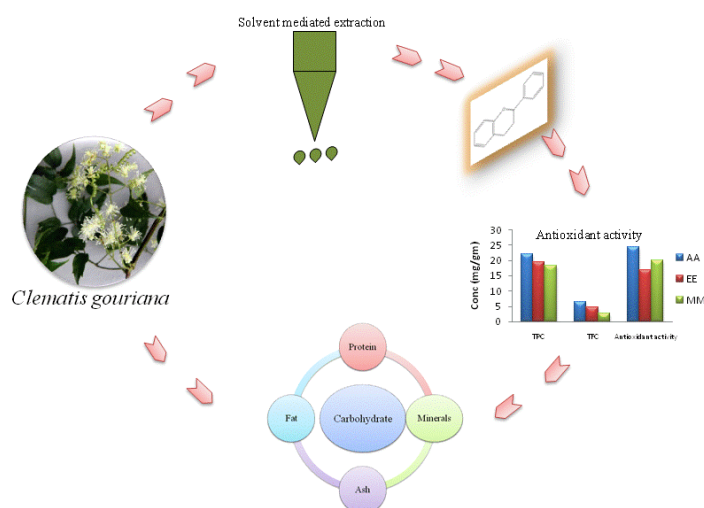 Solvent mediated extraction
Clematis gouriana
Antioxidant activity
Conc (mg/gm)
30
25
20
15
10
5
0
TPC
TFC
Antioxidant activity
AA
EE
MM
Protein
Fat
Carbohydrate
Minerals
Ash